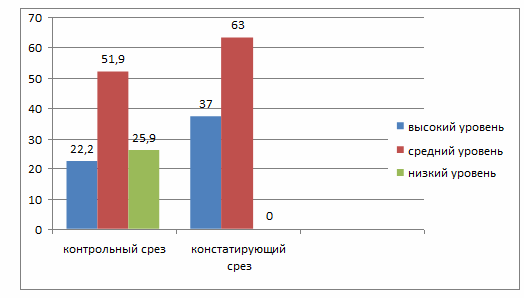 70
60
50
40
30
20
10
0
22,2
51,9
25,9
37
63
0
контрольный срез
констатирующий
срез
высокий уровень
средний уровень
низкий уровень